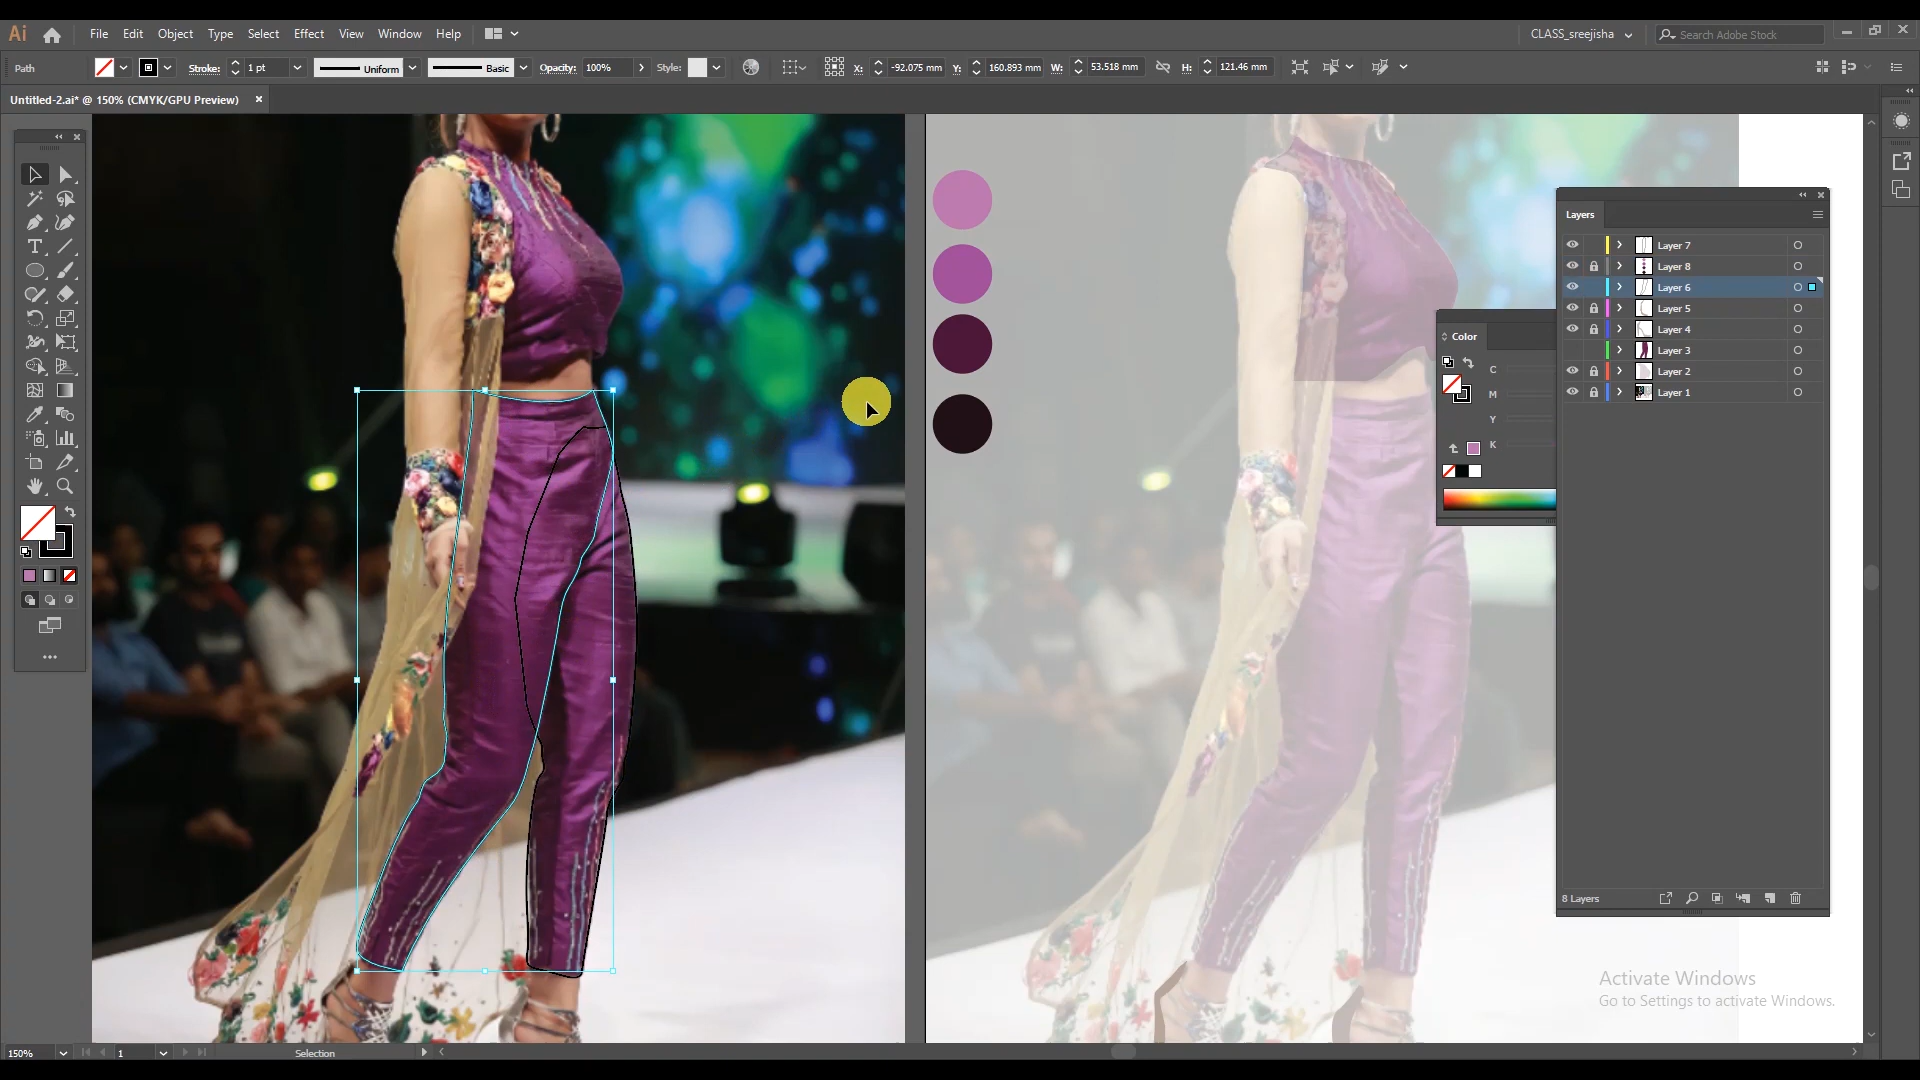 Ai File Edit Object Type Select Effect View Window Help CLASS_sreejisha Search Adobe Stock
Path Stroke: 1 pt Uniform Basic Opacity: 100% Style: X: -92.075 mm Y: 160.893 mm W: 53.518 mm H: 121.46 mm
Untitled-2.ai* @ 150% (CMYK/GPU Preview)
Layers
Layer 7
Layer 8
Layer 6
Layer 5
Layer 4
Layer 3
Layer 2
Layer 1
Color
C
M
Y
K
8 Layers
Activate Windows
Go to Settings to activate Windows.
150% 1 Selection